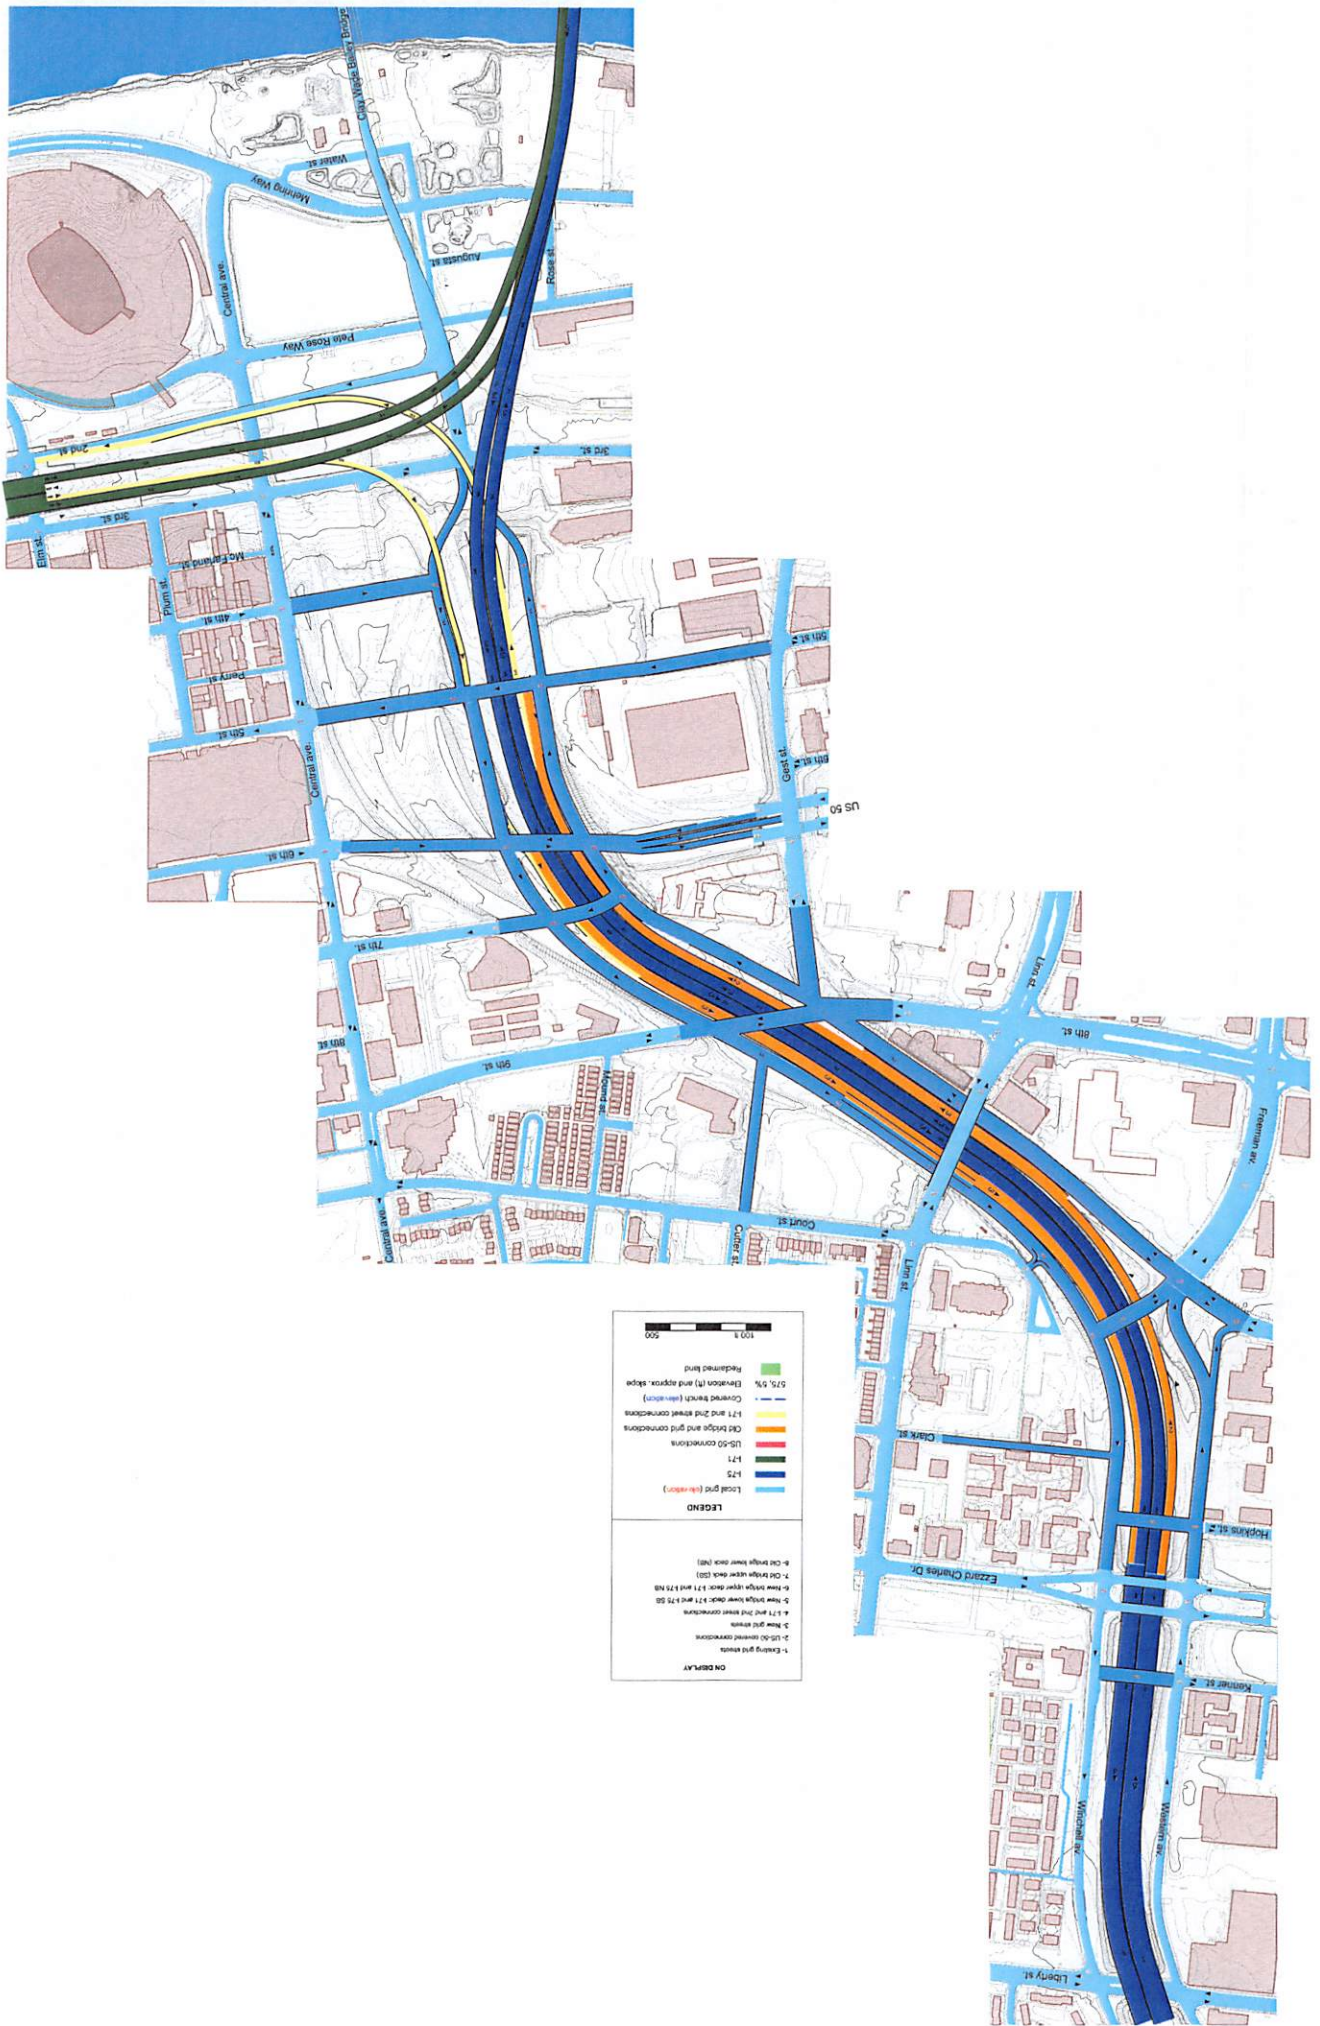 Liberty st.
Western av.
Winchell av.
Kenner st.
Ezzard Charles Dr.
Hopkins st.
Clark st.
ON DISPLAY
1- Existing grid streets
2- US-50 covered connections
3- New grid streets
4- I-71 and 2nd street connections
5- New bridge lower deck: I-71 and I-75 SB
6- New bridge upper deck: I-71 and I-75 NB
7- Old bridge upper deck (SB)
8- Old bridge lower deck (NB)
LEGEND
Local grid (elevation)
I-75
I-71
US-50 connections
Old bridge and grid connections
I-71 and 2nd street connections
Covered trench (elevation)
575, 5% Elevation (ft) and approx. slope
Reclaimed land
100 ft 500
Linn st.
Cutter st.
Court st.
Central ave.
Freeman av.
Mound st.
9th st.
8th st.
8th st.
Linn st.
7th st.
6th st.
US 50
6th st.
Gest st.
Central ave.
5th st.
5th st.
Perry st.
4th st.
Plum st.
McFarland st.
Elm st.
3rd st.
3rd st.
2nd st.
Pete Rose Way
Central ave.
Rose st.
Augusta st.
Mehring Way
Water st.
Clay Wade Bailey Bridge